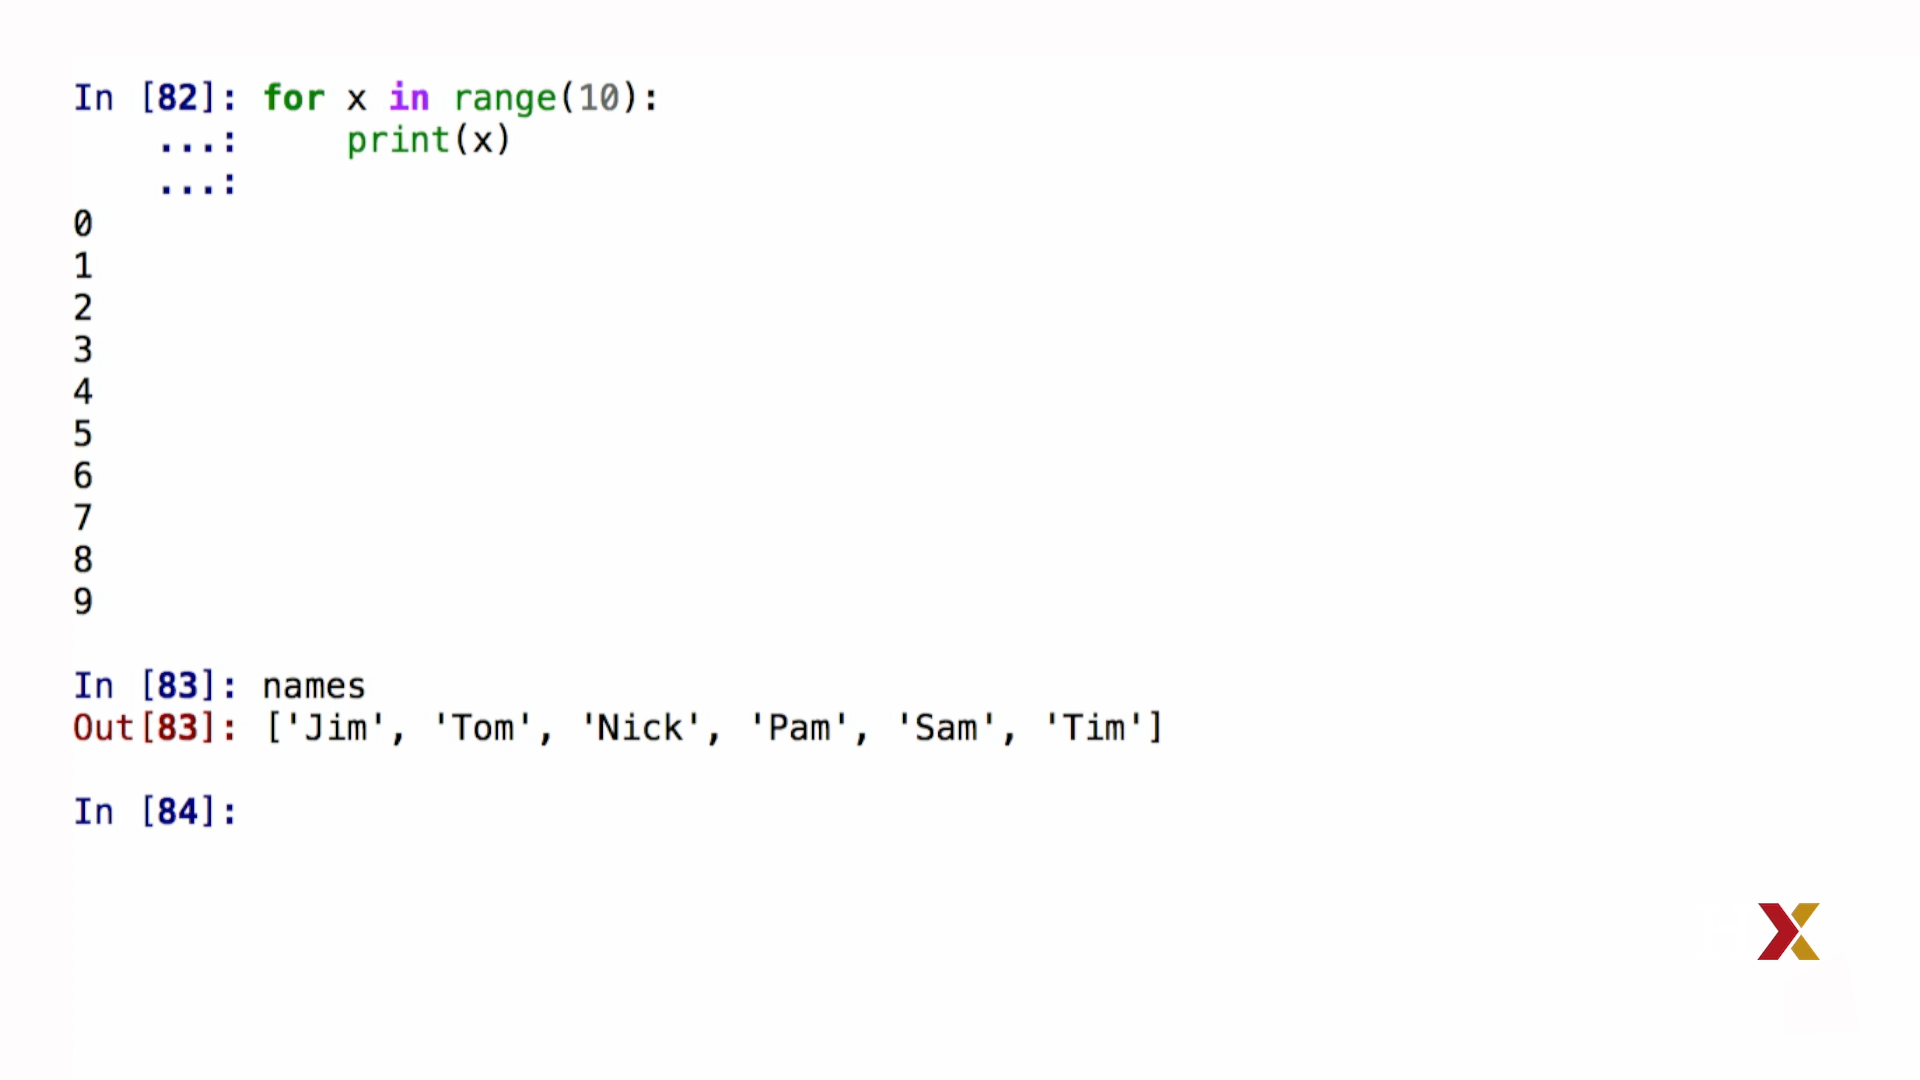 In [82]: for x in range(10):
    ...:     print(x)
    ...:
0
1
2
3
4
5
6
7
8
9
In [83]: names
Out[83]: ['Jim', 'Tom', 'Nick', 'Pam', 'Sam', 'Tim']
In [84]:
X